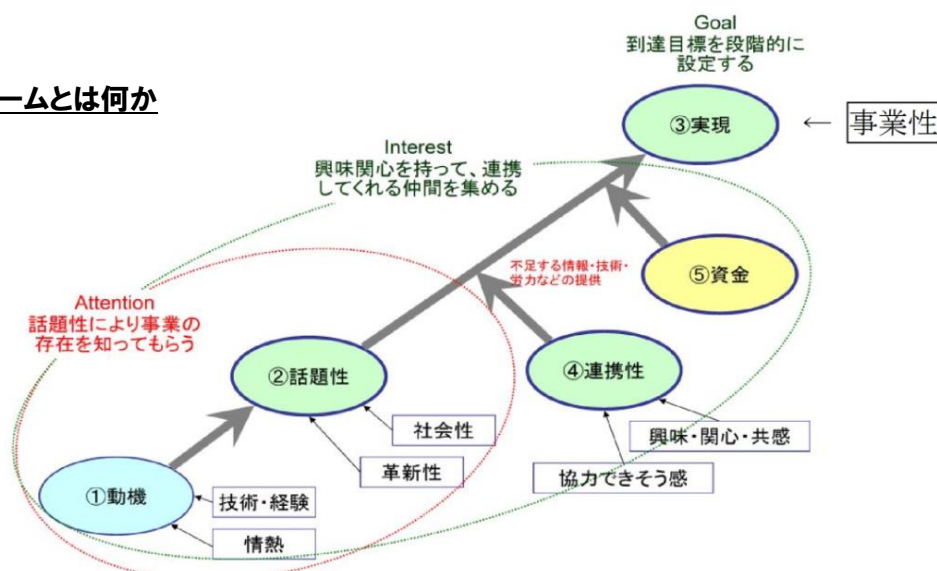 ームとは何か
Goal
到達目標を段階的に
設定する
③実現
← 事業性
Interest
興味関心を持って、連携
してくれる仲間を集める
不足する情報・技術・
労力などの提供
⑤資金
Attention
話題性により事業の
存在を知ってもらう
②話題性
④連携性
社会性
革新性
興味・関心・共感
協力できそう感
①動機
技術・経験
情熱